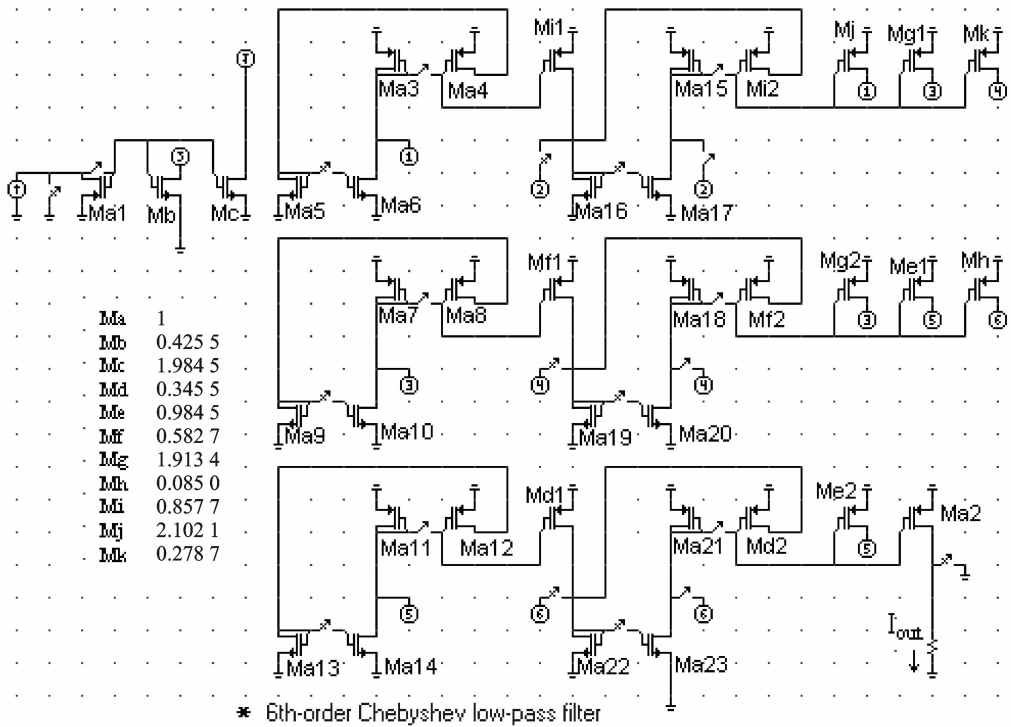 Mi1
Mj Mg1 Mk
Ma3 Ma4 Ma15 Mi2
1 3 4
1
2 2
Ma1 Mb Mc Ma5 Ma6 Ma16 Ma17
Mf1 Mg2 Me1 Mh
Ma7 Ma8 Ma18 Mf2
3 5 6
3 4 4
Ma9 Ma10 Ma19 Ma20
Ma 1
Mb 0.425 5
Mc 1.984 5
Md 0.345 5
Me 0.984 5
Mf 0.582 7
Mg 1.913 4
Mh 0.085 0
Mi 0.857 7
Mj 2.102 1
Mk 0.278 7
Md1 Me2 Ma2
Ma11 Ma12 Ma21 Md2
5
5 6 6
Iout
Ma13 Ma14 Ma22 Ma23
* 6th-order Chebyshev low-pass filter